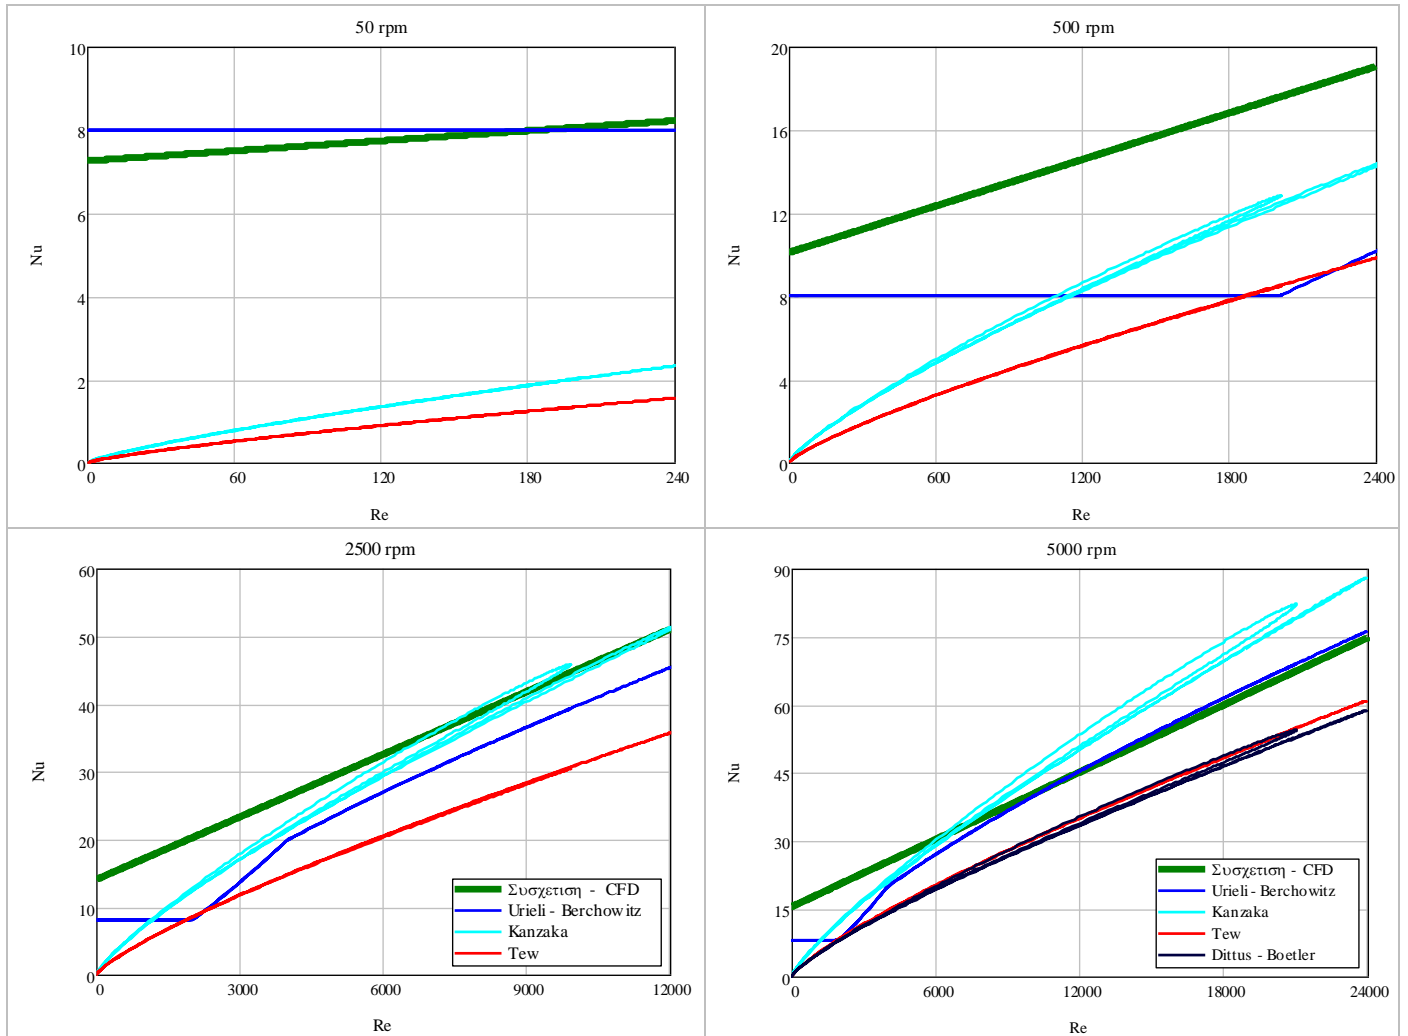 50 rpm
10
8
6
4
2
0
Nu
0 60 120 180 240
Re
500 rpm
20
16
12
8
4
0
Nu
0 600 1200 1800 2400
Re
2500 rpm
60
50
40
30
20
10
0
Nu
0 3000 6000 9000 12000
Re
Συσχετιση - CFD
Urieli - Berchowitz
Kanzaka
Tew
5000 rpm
90
75
60
45
30
15
0
Nu
0 6000 12000 18000 24000
Re
Συσχετιση - CFD
Urieli - Berchowitz
Kanzaka
Tew
Dittus - Boetler